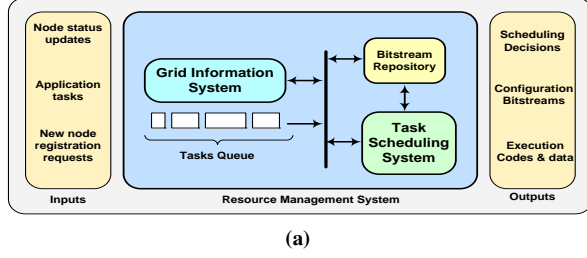 Node status
updates
Application
tasks
New node
registration
requests
Inputs
Grid Information
System
Tasks Queue
Bitstream
Repository
Task
Scheduling
System
Resource Management System
Scheduling
Decisions
Configuration
Bitstreams
Execution
Codes & data
Outputs
(a)